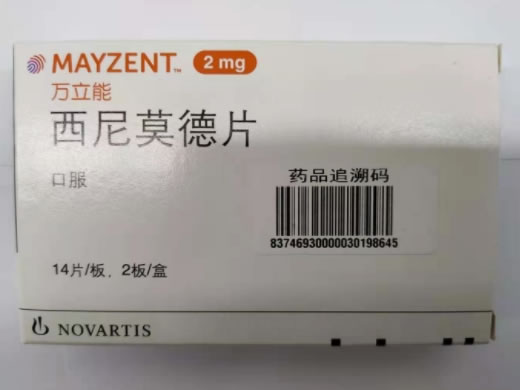 MAYZENT™ 2 mg
万立能
西尼莫德片
口服
药品追溯码
83746930000030198645
14片/板，2板/盒
NOVARTIS